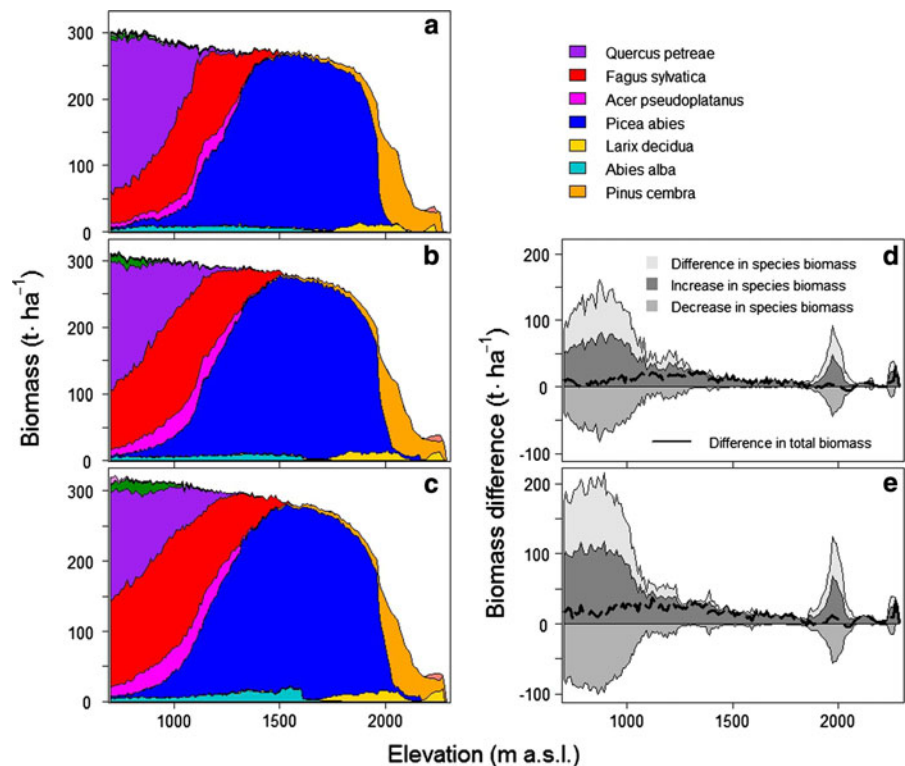 a
300
200
100
0
b
300
200
100
0
c
300
200
100
0
1000 1500 2000
Biomass (t· ha⁻¹)
Quercus petreae
Fagus sylvatica
Acer pseudoplatanus
Picea abies
Larix decidua
Abies alba
Pinus cembra
d
200
100
0
-100
Difference in species biomass
Increase in species biomass
Decrease in species biomass
Difference in total biomass
e
200
100
0
-100
1000 1500 2000
Biomass difference (t· ha⁻¹)
Elevation (m a.s.l.)